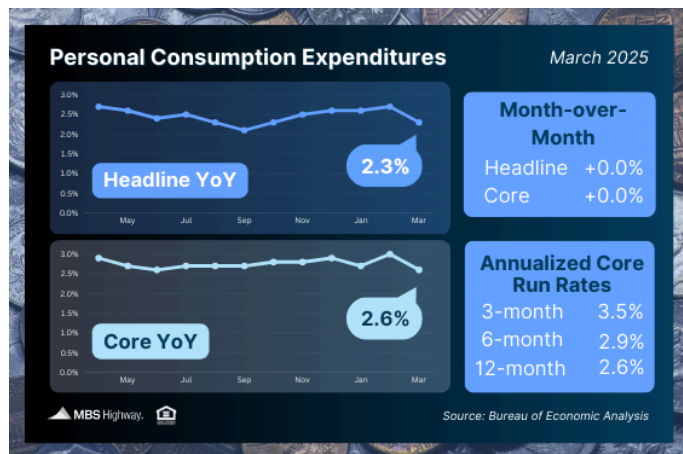 Personal Consumption Expenditures
March 2025
3.0%
2.5%
2.0%
1.5%
1.0%
0.5%
0.0%
Headline YoY
2.3%
May Jul Sep Nov Jan Mar
Month-over-
Month
Headline +0.0%
Core +0.0%
3.0%
2.5%
2.0%
1.5%
1.0%
0.5%
0.0%
Core YoY
2.6%
May Jul Sep Nov Jan Mar
Annualized Core
Run Rates
3-month 3.5%
6-month 2.9%
12-month 2.6%
MBS Highway.
Source: Bureau of Economic Analysis